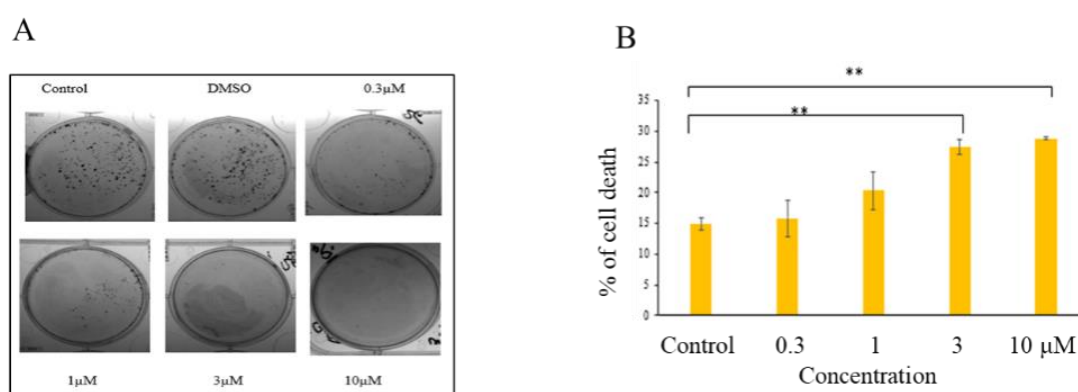 A
Control DMSO 0.3µM
1µM 3µM 10µM
B
**
**
35
30
25
20
15
10
5
0
% of cell death
Control 0.3 1 3 10 µM
Concentration